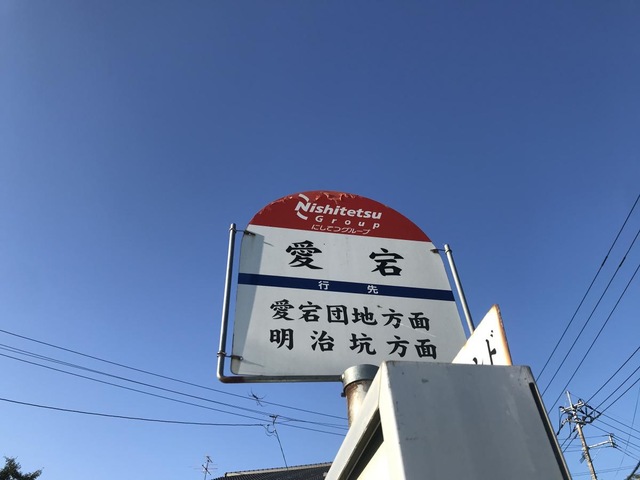 Nishitetsu
Group
にしてつグループ
愛宕
行先
愛宕団地方面
明治坑方面